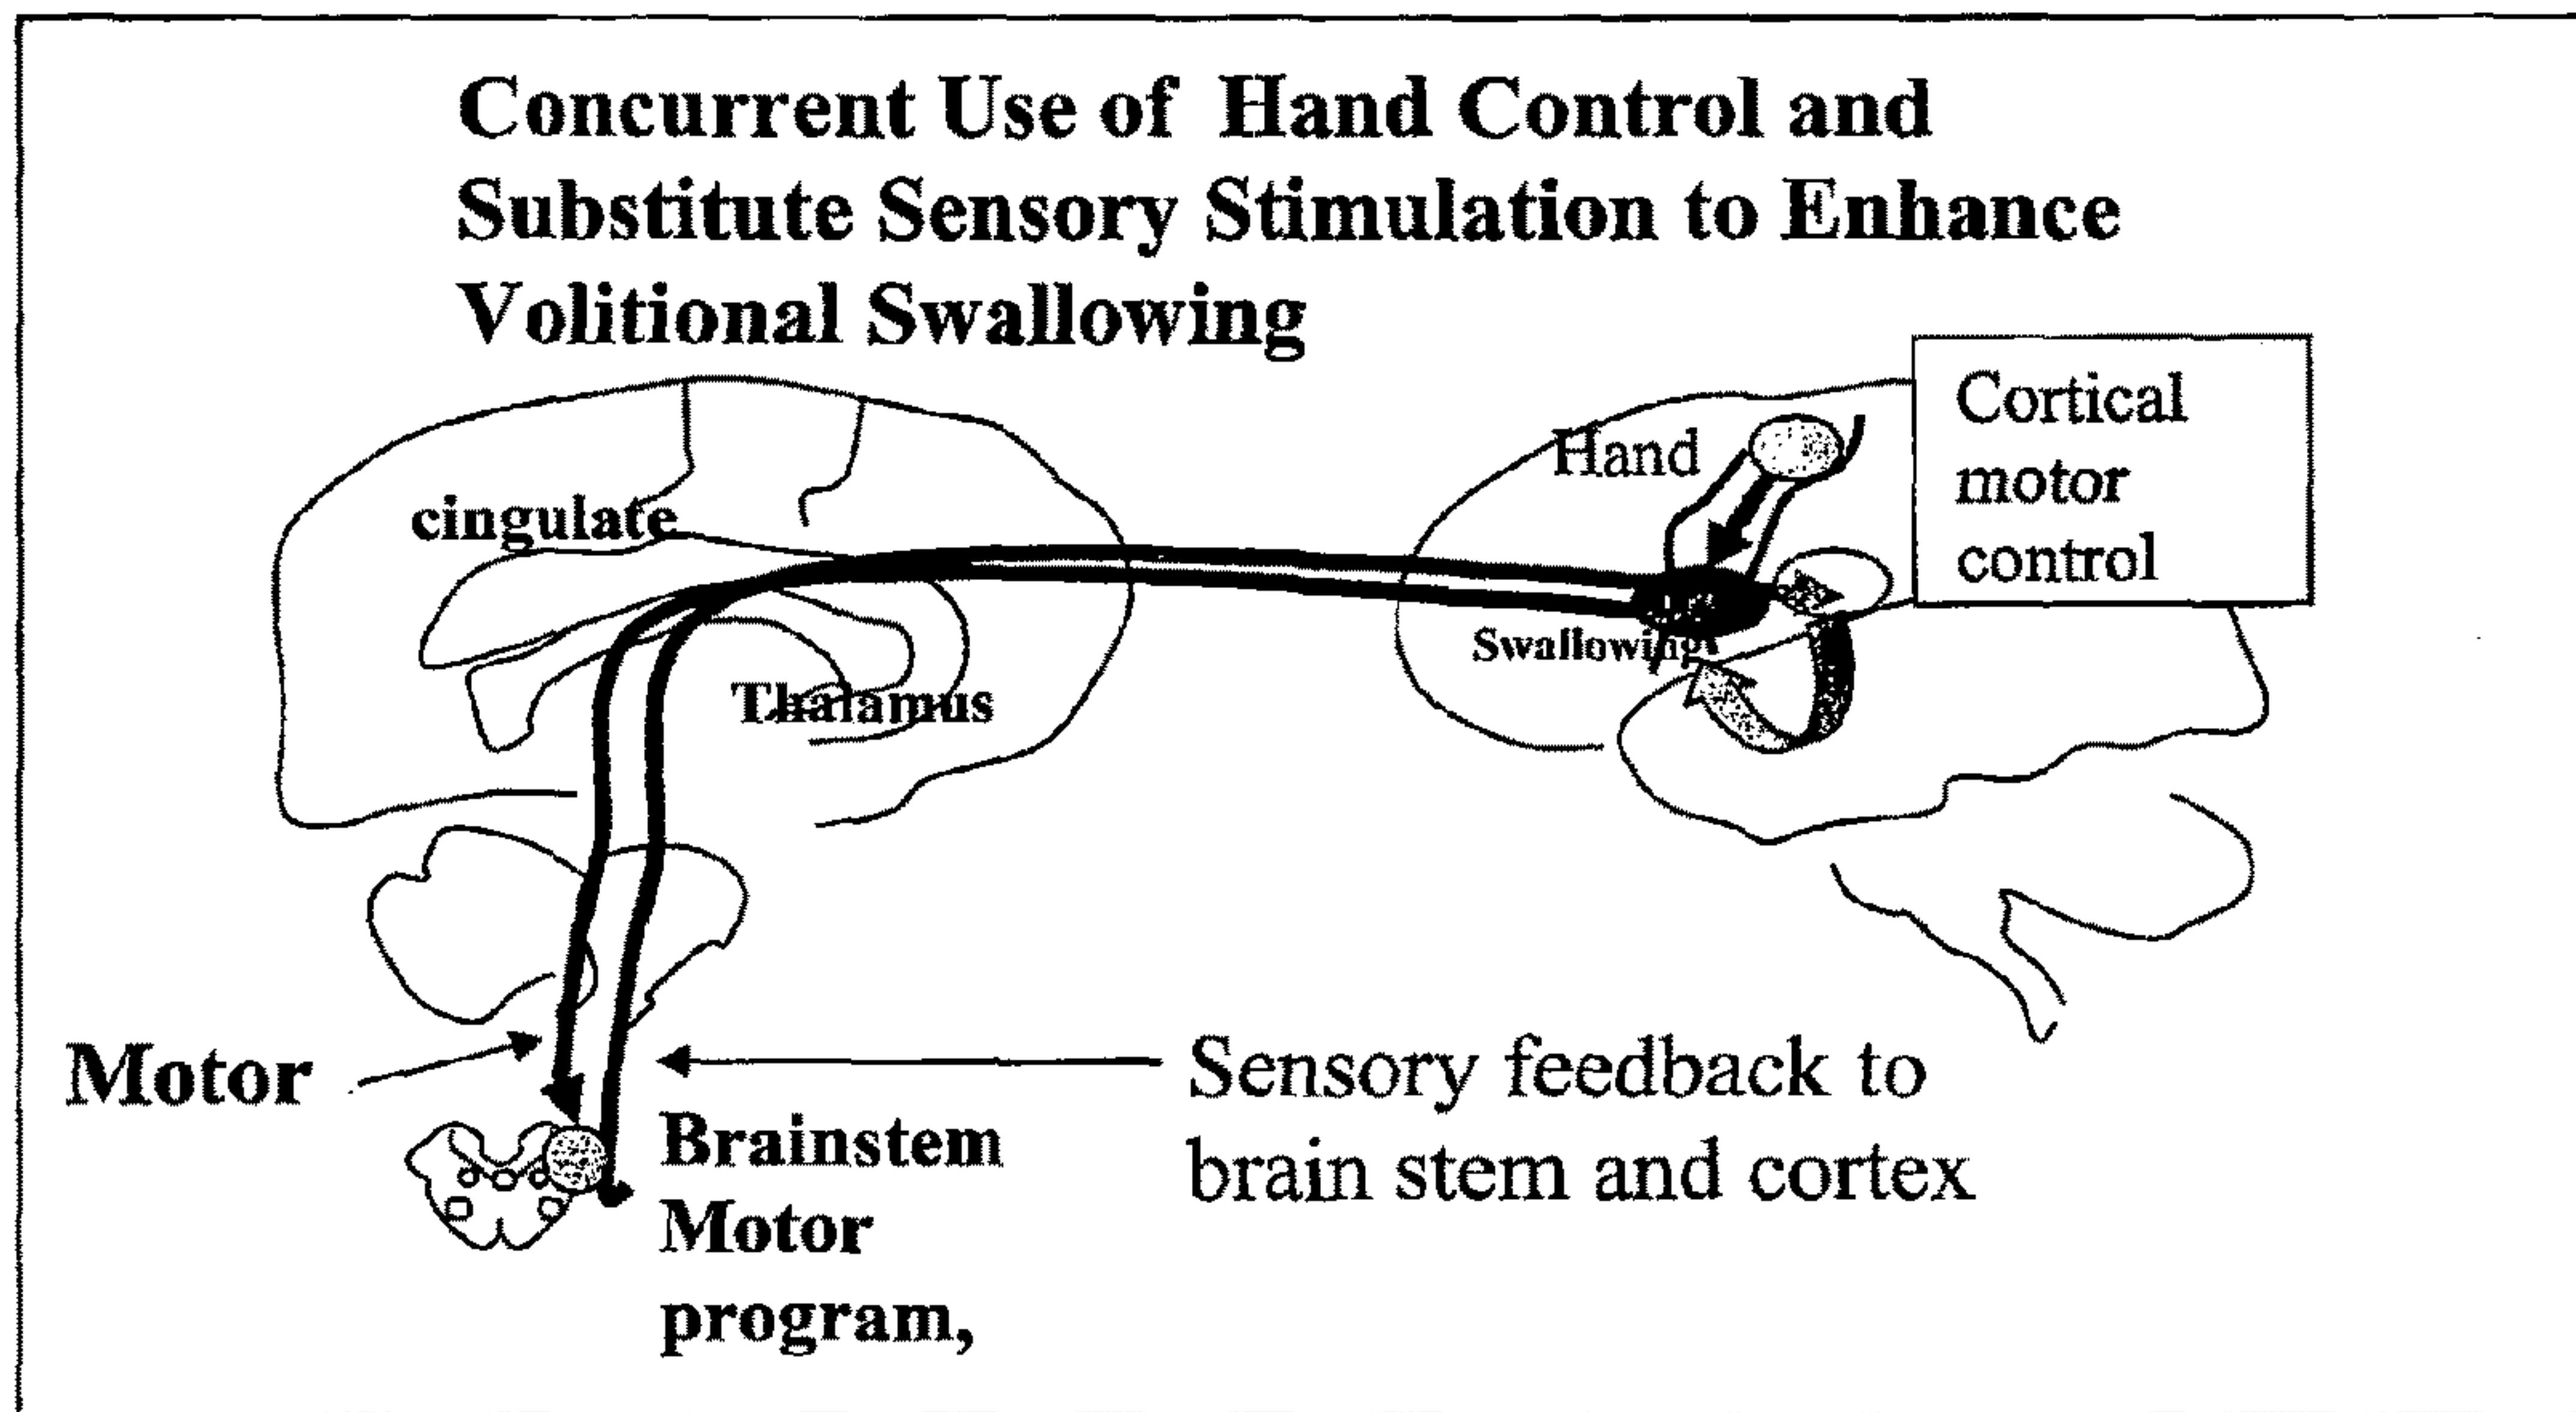 Concurrent Use of Hand Control and
Substitute Sensory Stimulation to Enhance
Volitional Swallowing
Cortical
motor
control
Hand
cingulate
Swallowing
Thalamus
Motor
Sensory feedback to
brain stem and cortex
Brainstem
Motor
program,